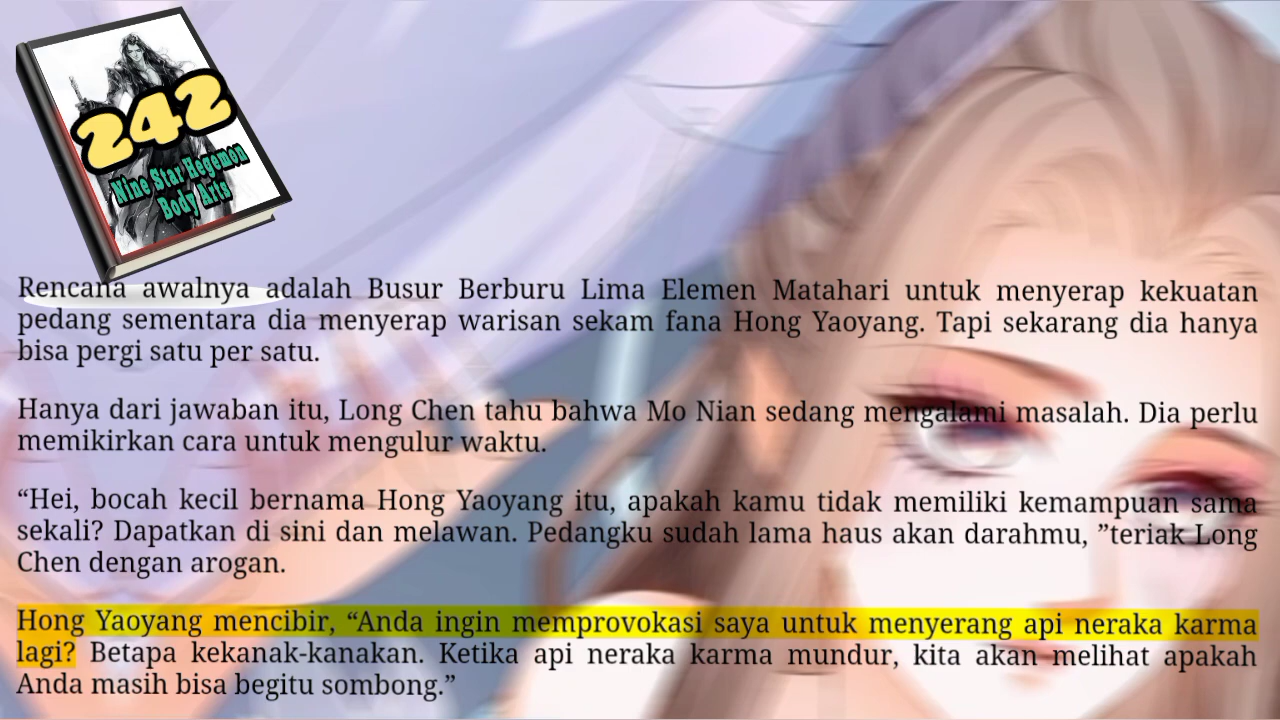 242
Nine Star Hegemon
Body Arts
Rencana awalnya adalah Busur Berburu Lima Elemen Matahari untuk menyerap kekuatan
pedang sementara dia menyerap warisan sekam fana Hong Yaoyang. Tapi sekarang dia hanya
bisa pergi satu per satu.
Hanya dari jawaban itu, Long Chen tahu bahwa Mo Nian sedang mengalami masalah. Dia perlu
memikirkan cara untuk mengulur waktu.
“Hei, bocah kecil bernama Hong Yaoyang itu, apakah kamu tidak memiliki kemampuan sama
sekali? Dapatkan di sini dan melawan. Pedangku sudah lama haus akan darahmu, ”teriak Long
Chen dengan arogan.
Hong Yaoyang mencibir, “Anda ingin memprovokasi saya untuk menyerang api neraka karma
lagi? Betapa kekanak-kanakan. Ketika api neraka karma mundur, kita akan melihat apakah
Anda masih bisa begitu sombong.”